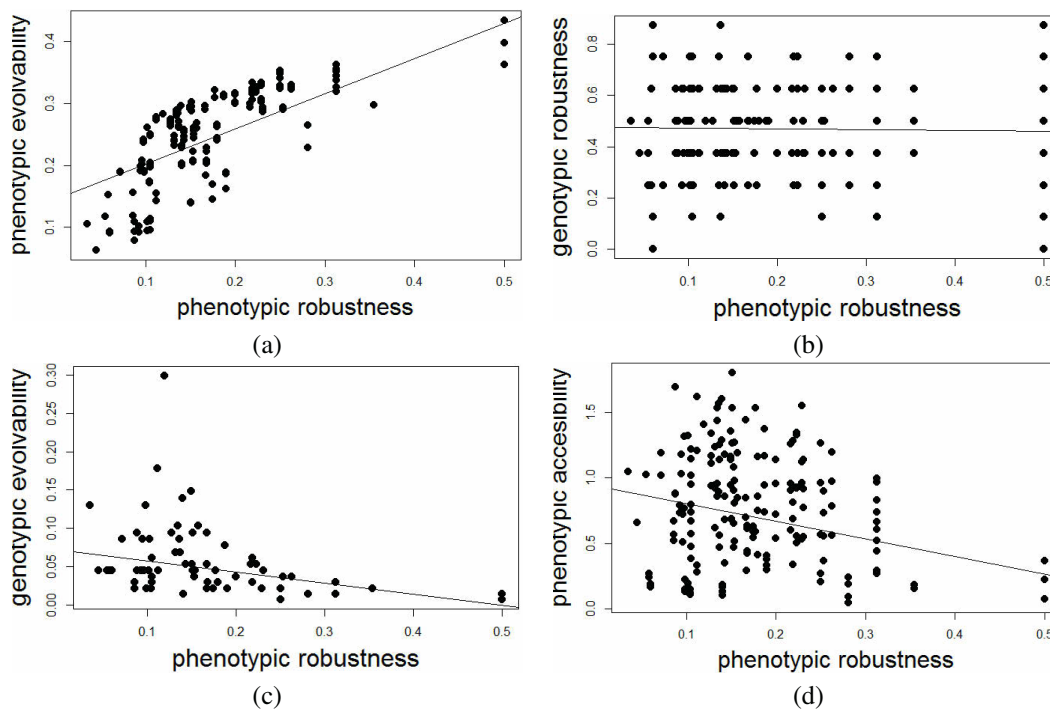 phenotypic evolvability
0.1 0.2 0.3 0.4
0.1 0.2 0.3 0.4 0.5
phenotypic robustness
(a)
genotypic robustness
0.0 0.2 0.4 0.6 0.8
0.1 0.2 0.3 0.4 0.5
phenotypic robustness
(b)
genotypic evolvability
0.00 0.05 0.10 0.15 0.20 0.25 0.30
0.1 0.2 0.3 0.4 0.5
phenotypic robustness
(c)
phenotypic accesibility
0.0 0.5 1.0 1.5
0.1 0.2 0.3 0.4 0.5
phenotypic robustness
(d)